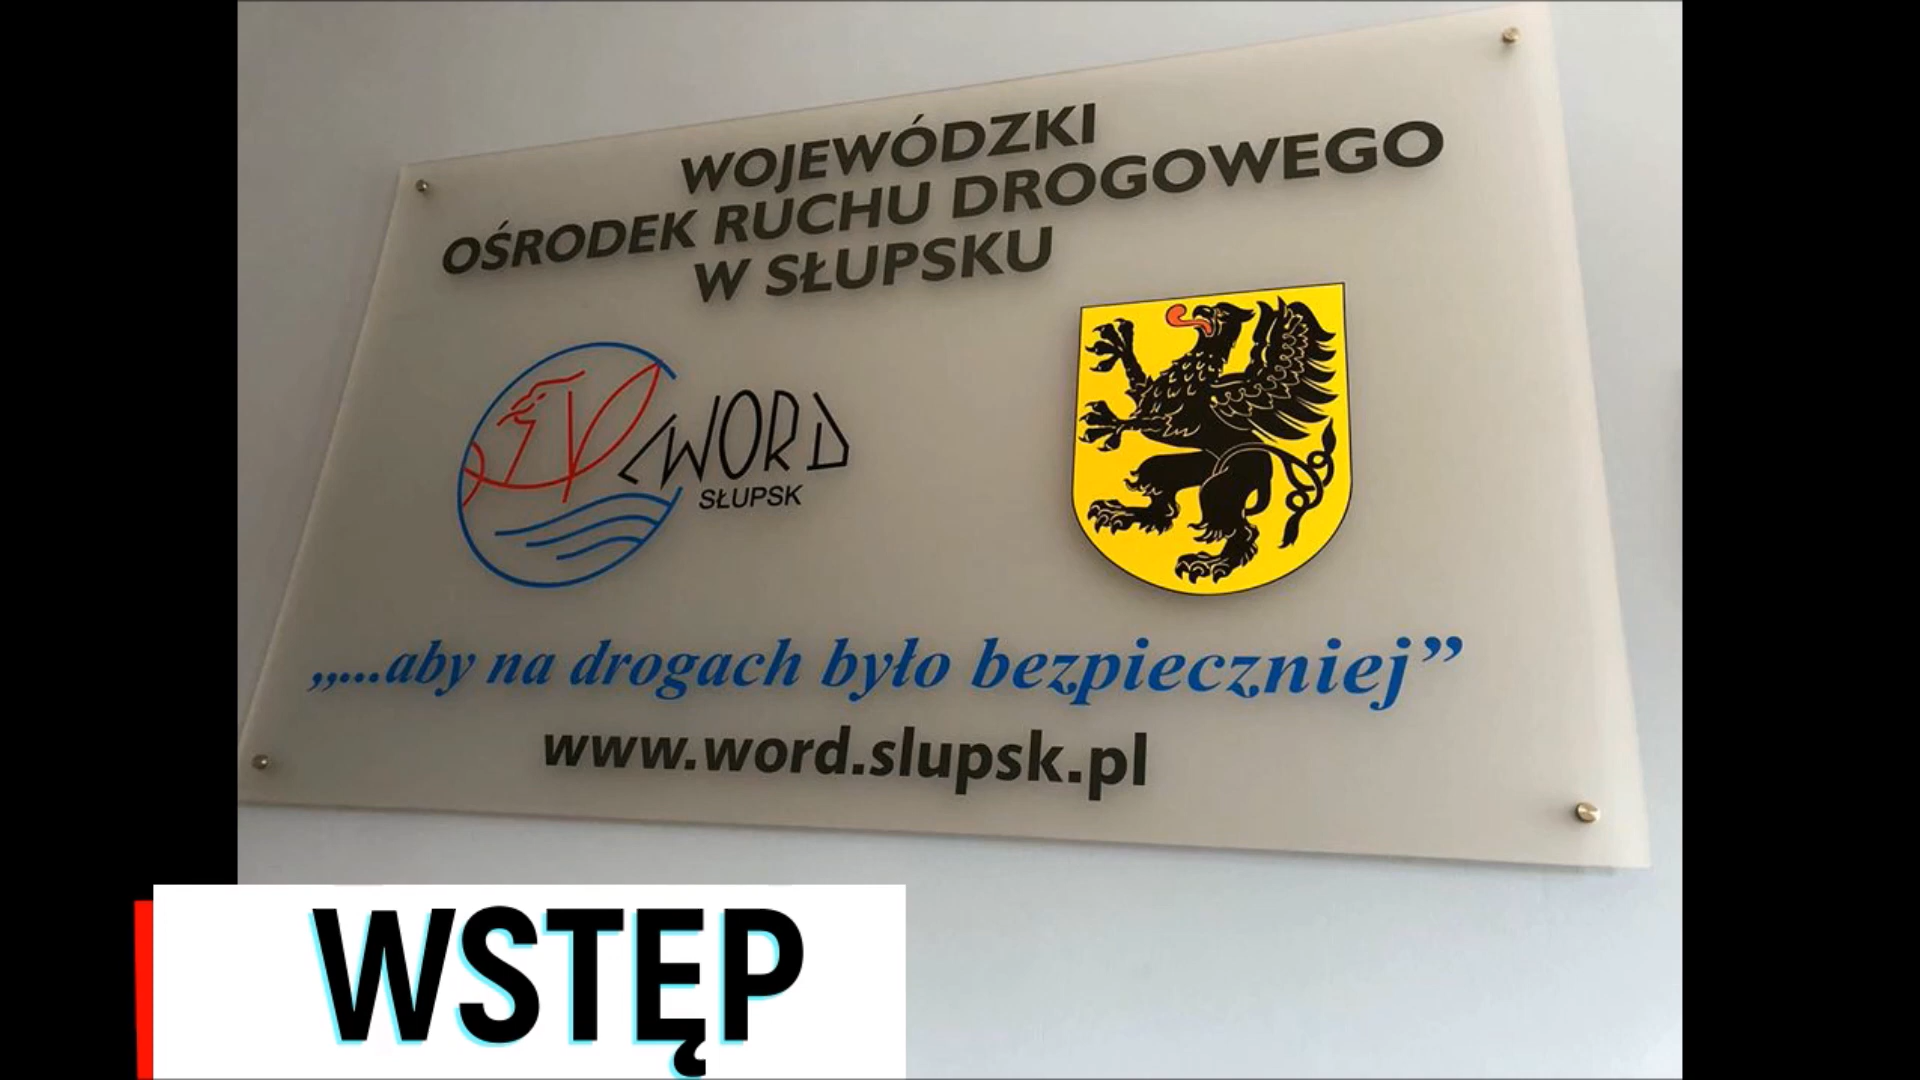 WOJEWÓDZKI
OŚRODEK RUCHU DROGOWEGO
W SŁUPSKU
WORD
SŁUPSK
„...aby na drogach było bezpieczniej”
www.word.slupsk.pl
WSTĘP